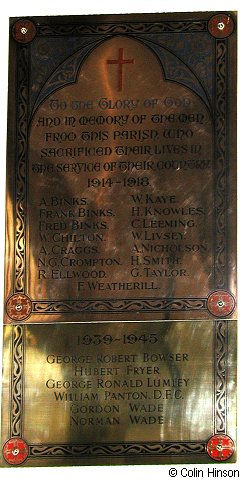 To the Glory of God
and in memory of the men
from this parish who
sacrificed their lives in
the service of their country
1914-1918.
A. Binks. W. Kaye.
Frank Binks. H. Knowles.
Fred Binks. C. Leeming.
W. Chilton. W. Livsey.
A. Craggs. A. Nicholson.
N.G. Crompton. H. Smith.
R. Ellwood. G. Taylor.
F. Weatherill.
1939-1945
George Robert Bowser
Hubert Fryer
George Ronald Lumley
William Panton, D.F.C.
Gordon Wade
Norman Wade
© Colin Hinson